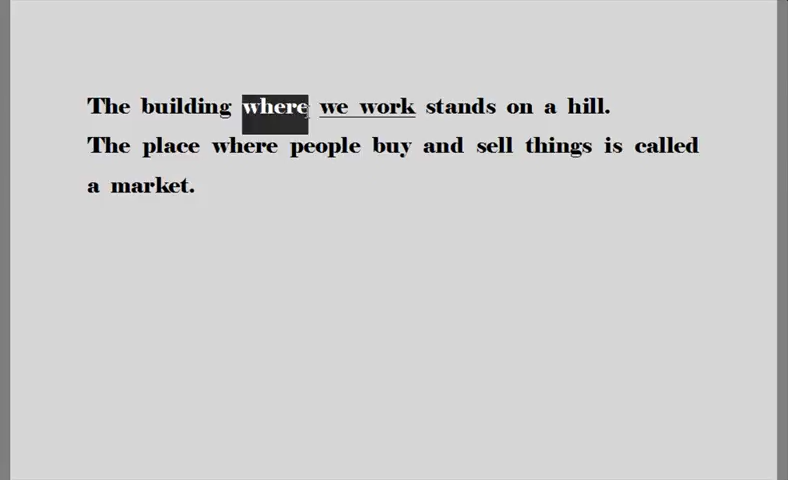 The building where we work stands on a hill.
The place where people buy and sell things is called
a market.